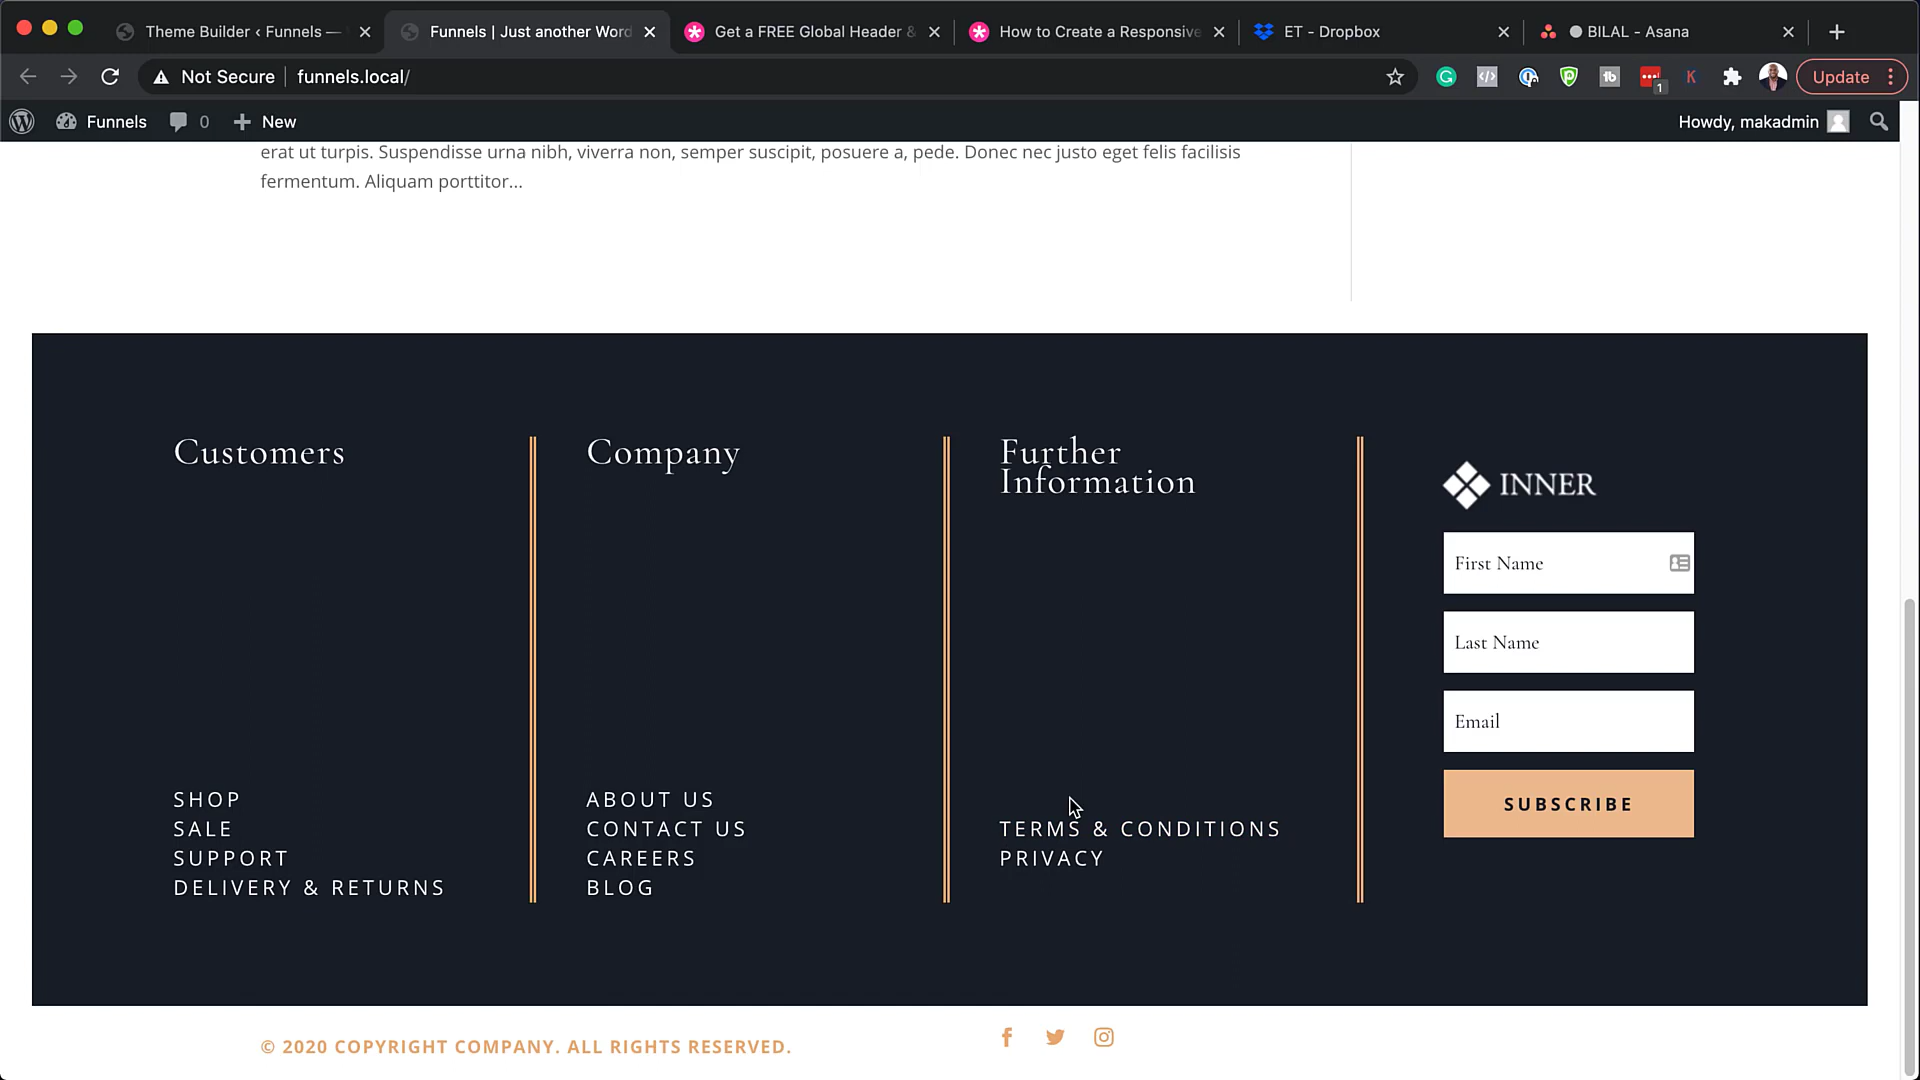 Theme Builder ‹ Funnels —
Funnels | Just another Word
Get a FREE Global Header &
How to Create a Responsive
ET - Dropbox
BILAL - Asana
Not Secure
funnels.local/
1
Update
Funnels
0
New
Howdy, makadmin
erat ut turpis. Suspendisse urna nibh, viverra non, semper suscipit, posuere a, pede. Donec nec justo eget felis facilisis
fermentum. Aliquam porttitor...
Customers
SHOP
SALE
SUPPORT
DELIVERY & RETURNS
Company
ABOUT US
CONTACT US
CAREERS
BLOG
Further
Information
TERMS & CONDITIONS
PRIVACY
INNER
First Name
Last Name
Email
SUBSCRIBE
© 2020 COPYRIGHT COMPANY. ALL RIGHTS RESERVED.